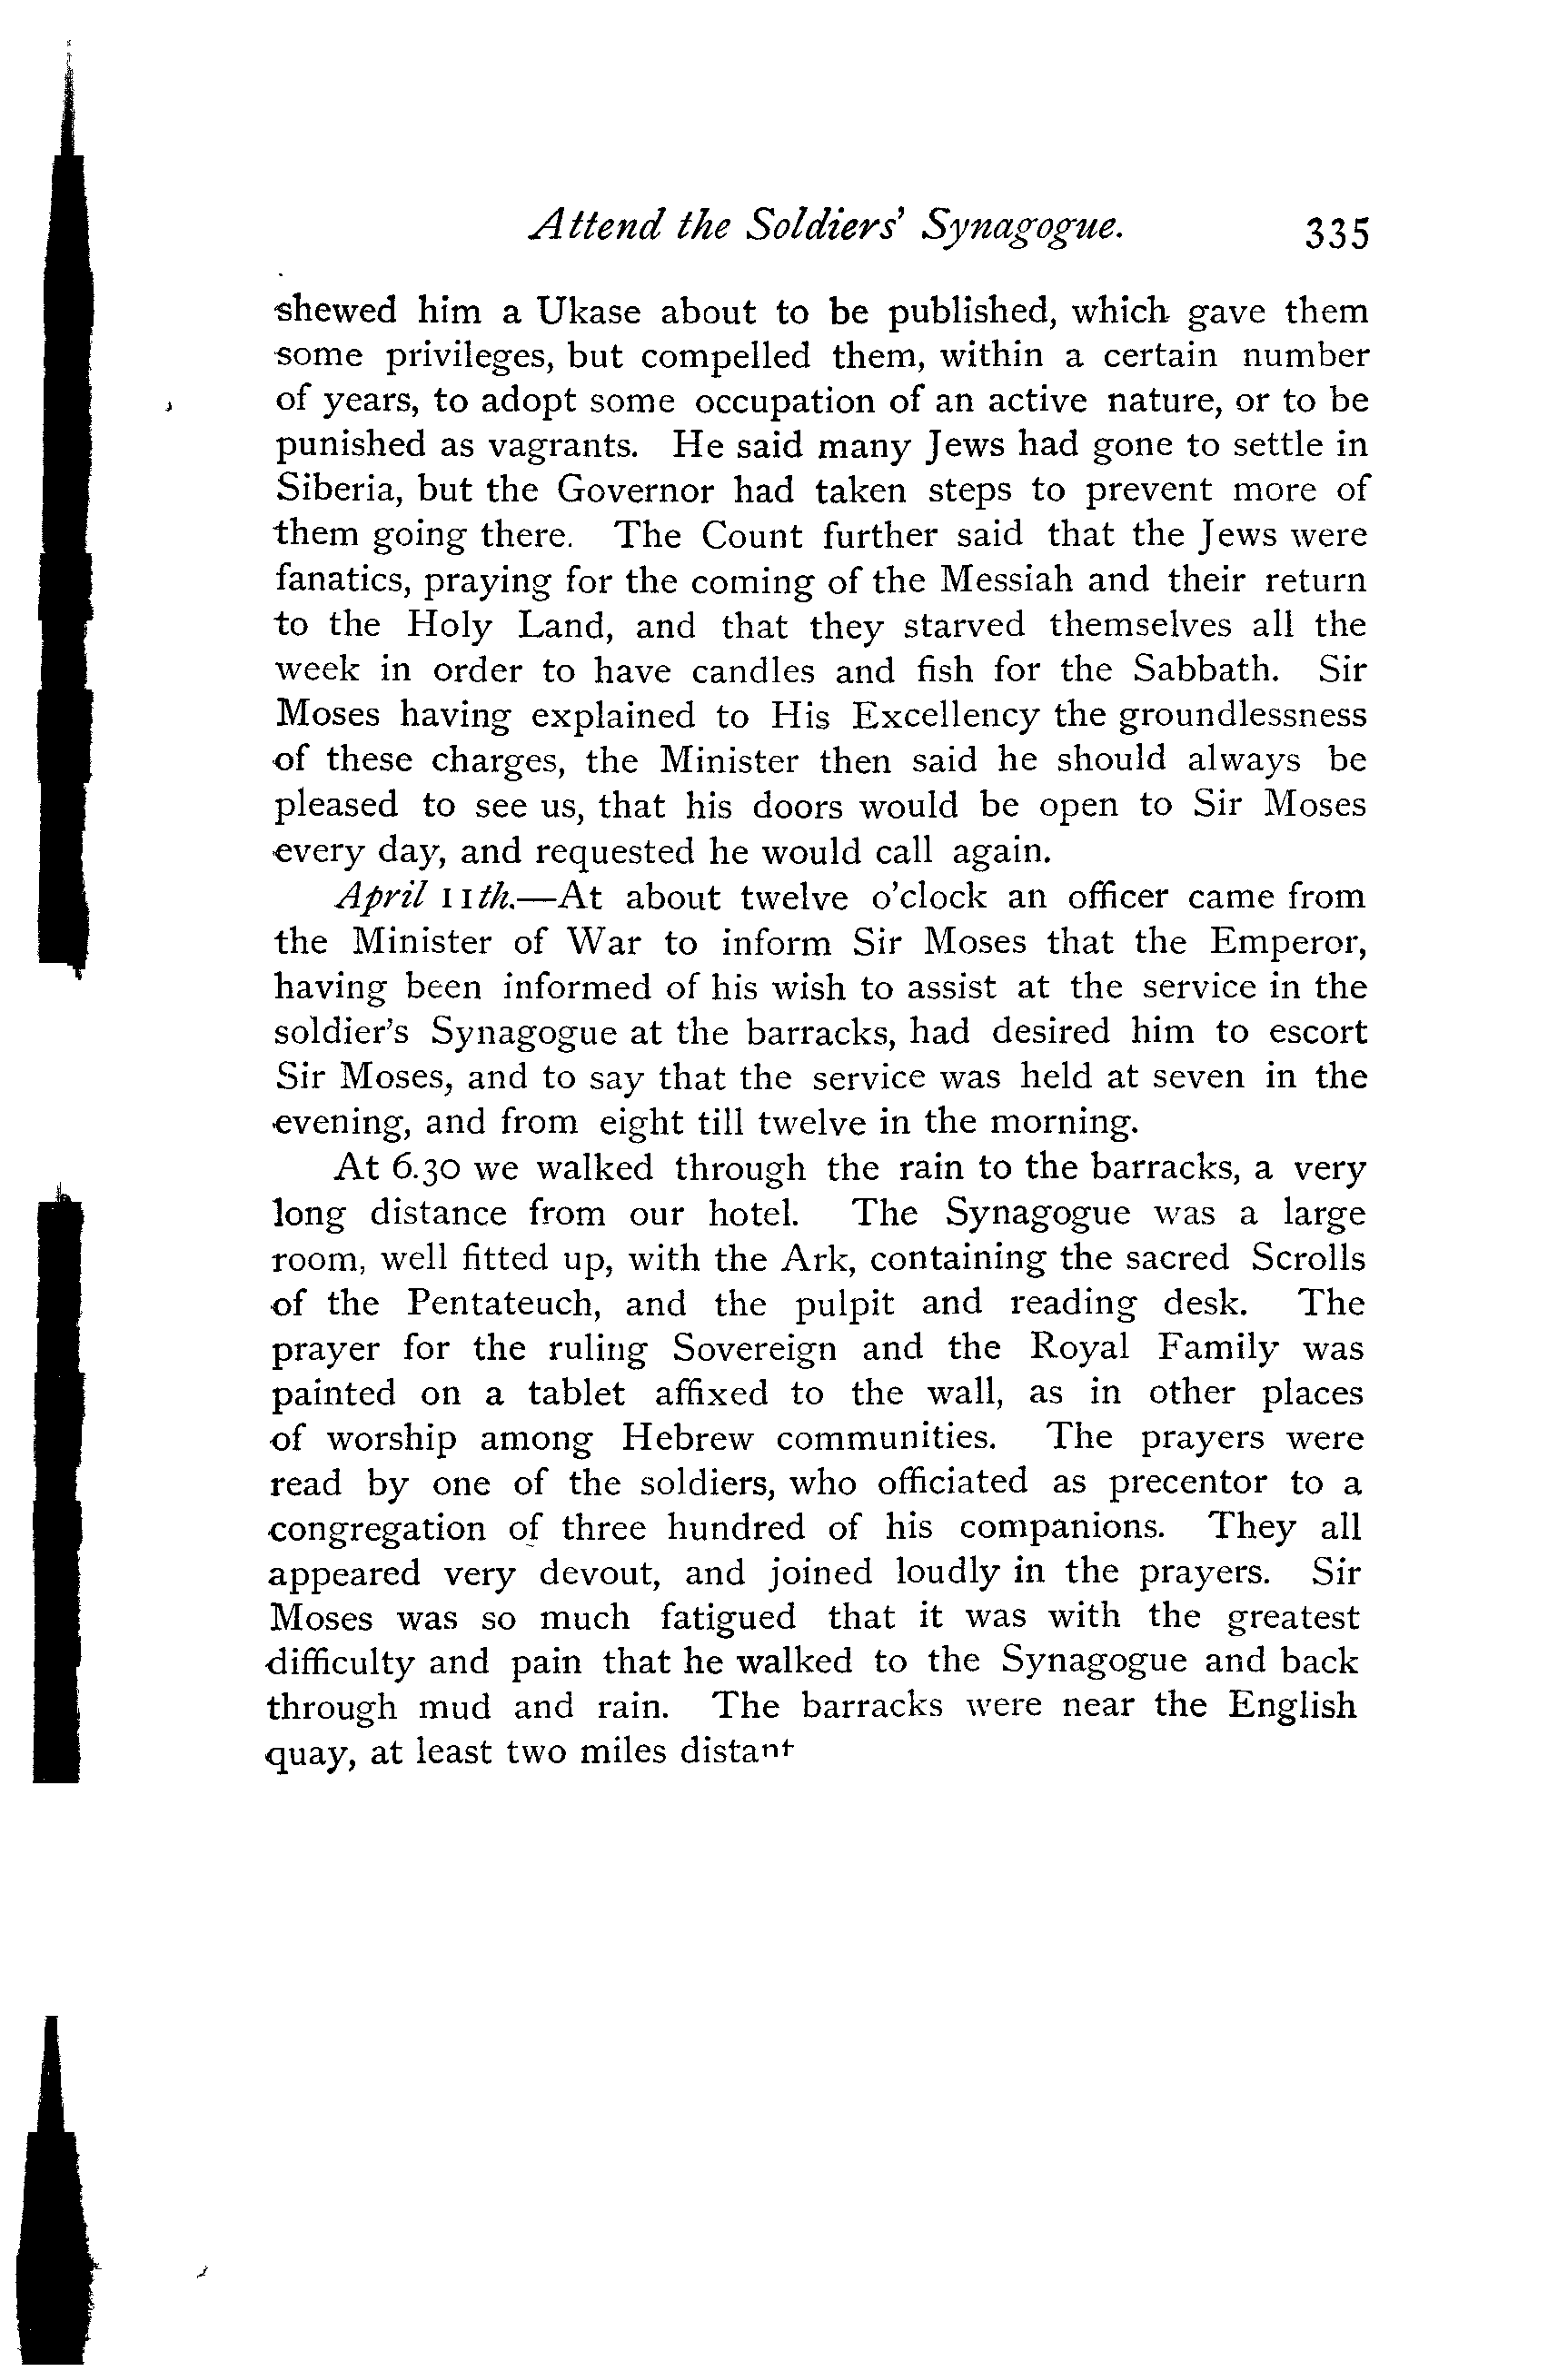 Attend the Soldiers' Synagogue. 335
shewed him a Ukase about to be published, which gave them
some privileges, but compelled them, within a certain number
of years, to adopt some occupation of an active nature, or to be
punished as vagrants. He said many Jews had gone to settle in
Siberia, but the Governor had taken steps to prevent more of
them going there. The Count further said that the Jews were
fanatics, praying for the coming of the Messiah and their return
to the Holy Land, and that they starved themselves all the
week in order to have candles and fish for the Sabbath. Sir
Moses having explained to His Excellency the groundlessness
of these charges, the Minister then said he should always be
pleased to see us, that his doors would be open to Sir Moses
every day, and requested he would call again.
April 11th.—At about twelve o'clock an officer came from
the Minister of War to inform Sir Moses that the Emperor,
having been informed of his wish to assist at the service in the
soldier's Synagogue at the barracks, had desired him to escort
Sir Moses, and to say that the service was held at seven in the
evening, and from eight till twelve in the morning.
At 6.30 we walked through the rain to the barracks, a very
long distance from our hotel. The Synagogue was a large
room, well fitted up, with the Ark, containing the sacred Scrolls
of the Pentateuch, and the pulpit and reading desk. The
prayer for the ruling Sovereign and the Royal Family was
painted on a tablet affixed to the wall, as in other places
of worship among Hebrew communities. The prayers were
read by one of the soldiers, who officiated as precentor to a
congregation of three hundred of his companions. They all
appeared very devout, and joined loudly in the prayers. Sir
Moses was so much fatigued that it was with the greatest
difficulty and pain that he walked to the Synagogue and back
through mud and rain. The barracks were near the English
quay, at least two miles distant